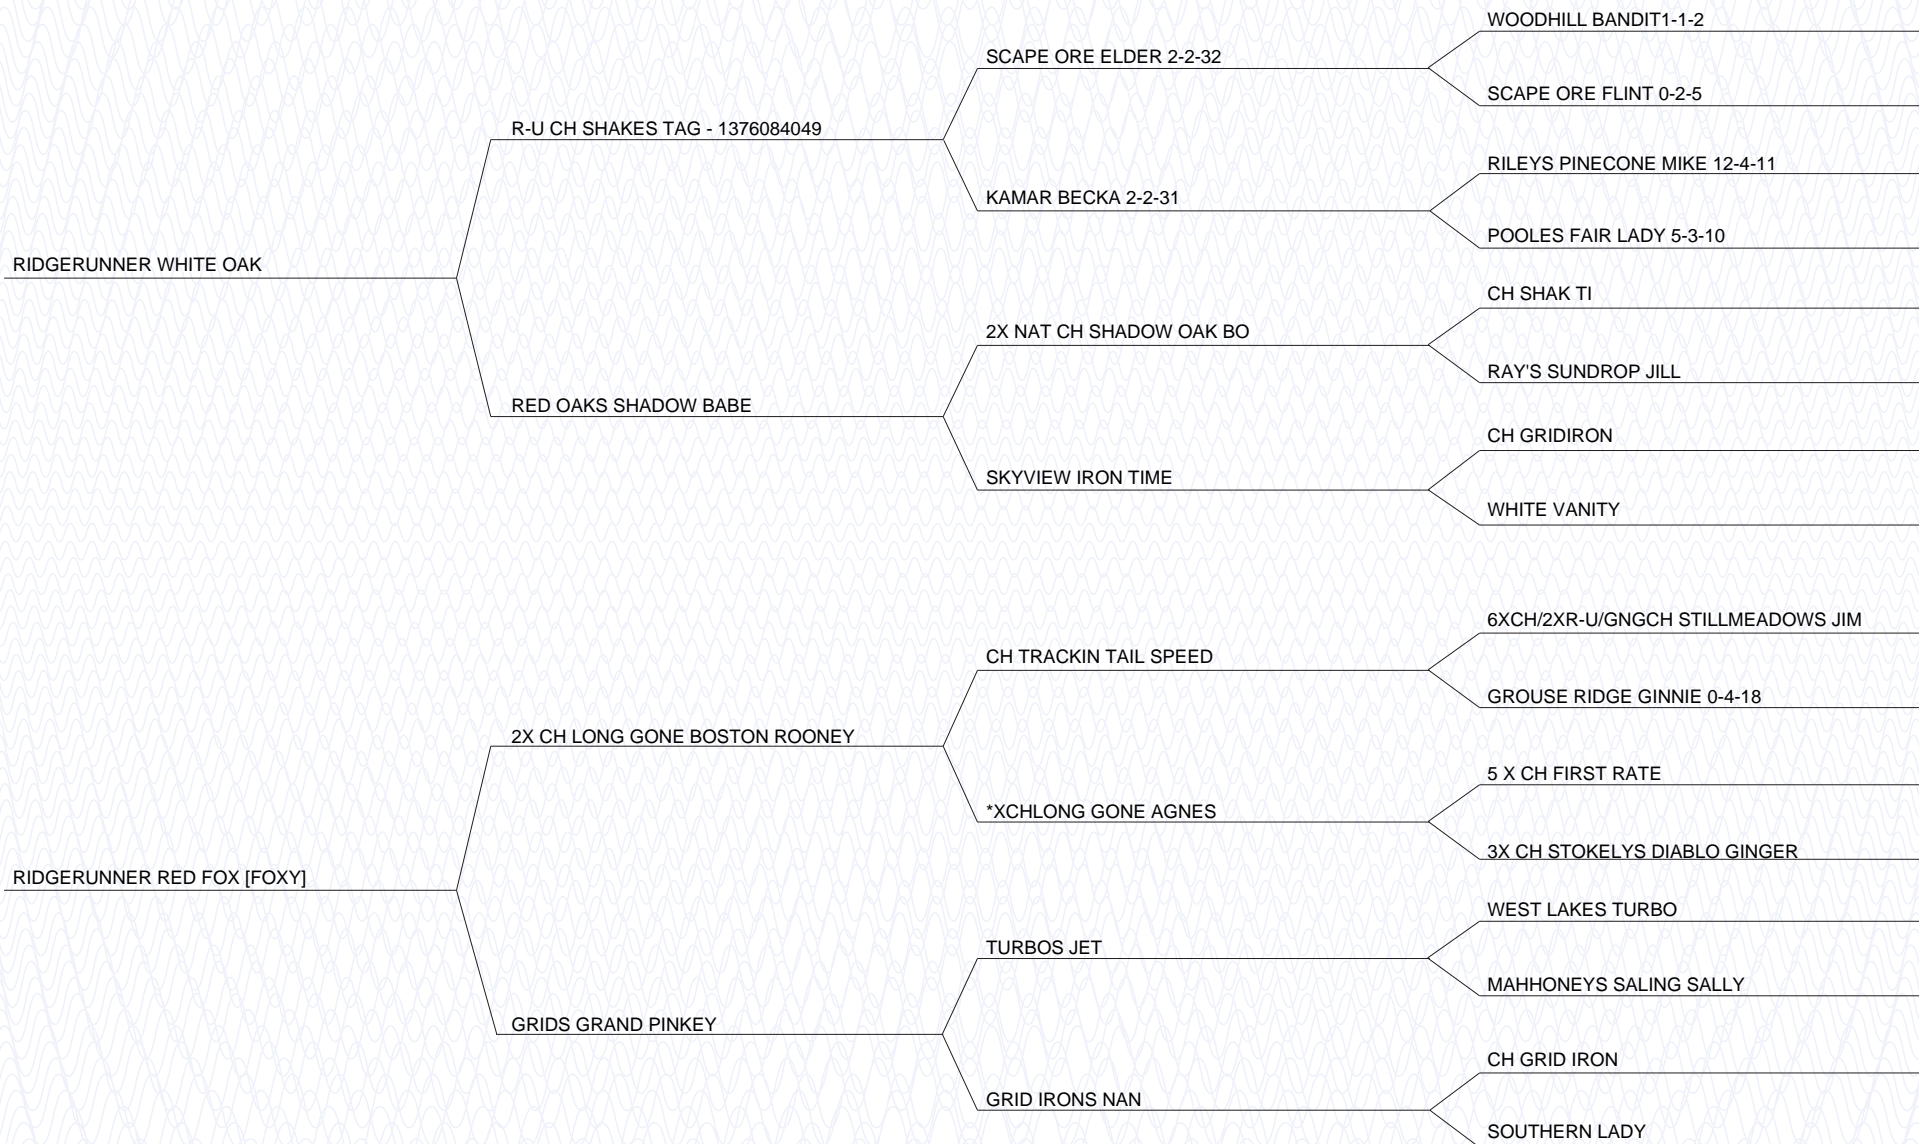 WOODHILL BANDIT1-1-2
SCAPE ORE ELDER 2-2-32
SCAPE ORE FLINT 0-2-5
R-U CH SHAKES TAG - 1376084049
RILEYS PINECONE MIKE 12-4-11
KAMAR BECKA 2-2-31
POOLES FAIR LADY 5-3-10
RIDGERUNNER WHITE OAK
CH SHAK TI
2X NAT CH SHADOW OAK BO
RAY'S SUNDROP JILL
RED OAKS SHADOW BABE
CH GRIDIRON
SKYVIEW IRON TIME
WHITE VANITY
6XCH/2XR-U/GNGCH STILLMEADOWS JIM
CH TRACKIN TAIL SPEED
GROUSE RIDGE GINNIE 0-4-18
2X CH LONG GONE BOSTON ROONEY
5 X CH FIRST RATE
*XCHLONG GONE AGNES
3X CH STOKELYS DIABLO GINGER
RIDGERUNNER RED FOX [FOXY]
WEST LAKES TURBO
TURBOS JET
MAHHONEYS SALING SALLY
GRIDS GRAND PINKEY
CH GRID IRON
GRID IRONS NAN
SOUTHERN LADY